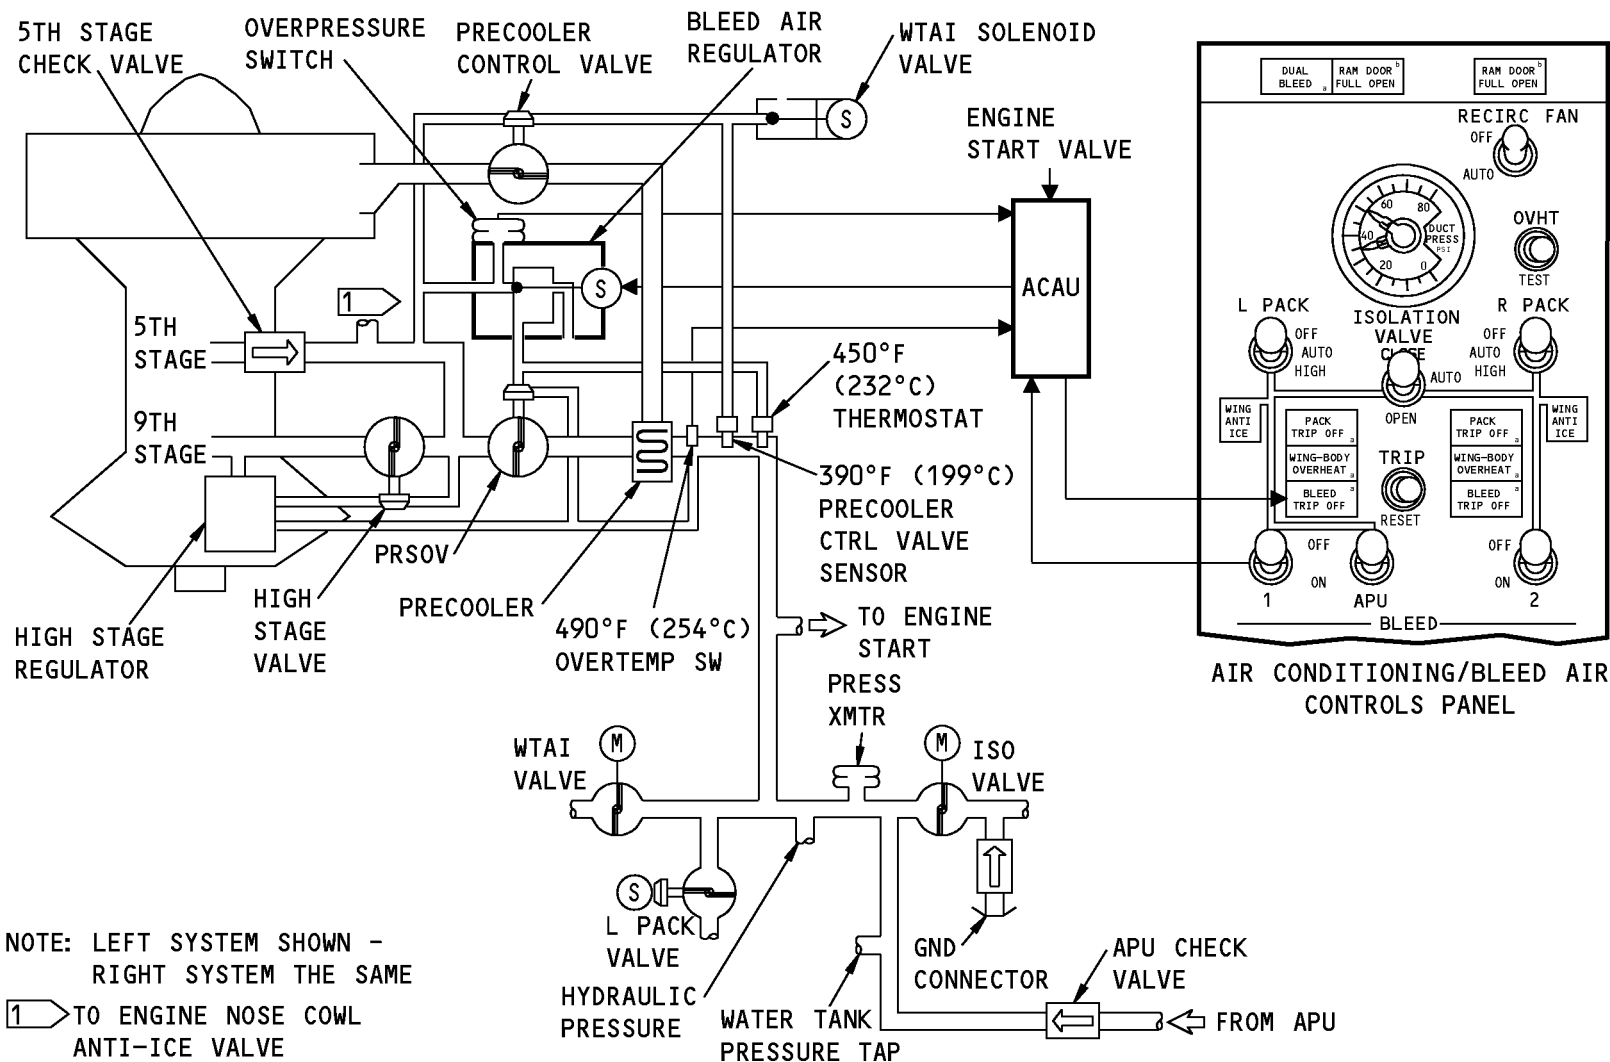 5TH STAGE
CHECK VALVE
OVERPRESSURE
SWITCH
PRECOOLER
CONTROL VALVE
BLEED AIR
REGULATOR
WTAI SOLENOID
VALVE
S
ENGINE
START VALVE
ACAU
S
1
5TH
STAGE
9TH
STAGE
450°F
(232°C)
THERMOSTAT
390°F (199°C)
PRECOOLER
CTRL VALVE
SENSOR
PRSOV
PRECOOLER
490°F (254°C)
OVERTEMP SW
HIGH
STAGE
VALVE
HIGH STAGE
REGULATOR
TO ENGINE
START
PRESS
XMTR
WTAI
VALVE
M
M
ISO
VALVE
S
L PACK
VALVE
HYDRAULIC
PRESSURE
WATER TANK
PRESSURE TAP
GND
CONNECTOR
APU CHECK
VALVE
FROM APU
NOTE: LEFT SYSTEM SHOWN -
RIGHT SYSTEM THE SAME
1 TO ENGINE NOSE COWL
ANTI-ICE VALVE
DUAL
BLEED a
RAM DOOR b
FULL OPEN
RAM DOOR b
FULL OPEN
RECIRC FAN
OFF
AUTO
60 80
40 DUCT
PRESS
PSI
20 0
OVHT
TEST
L PACK
OFF
AUTO
HIGH
ISOLATION
VALVE
CLOSE
AUTO
OPEN
R PACK
OFF
AUTO
HIGH
WING
ANTI
ICE
PACK
TRIP OFF a
WING-BODY a
OVERHEAT
BLEED a
TRIP OFF
TRIP
RESET
PACK
TRIP OFF a
WING-BODY a
OVERHEAT
BLEED a
TRIP OFF
WING
ANTI
ICE
OFF
ON
OFF
ON
1
APU
2
BLEED
AIR CONDITIONING/BLEED AIR
CONTROLS PANEL